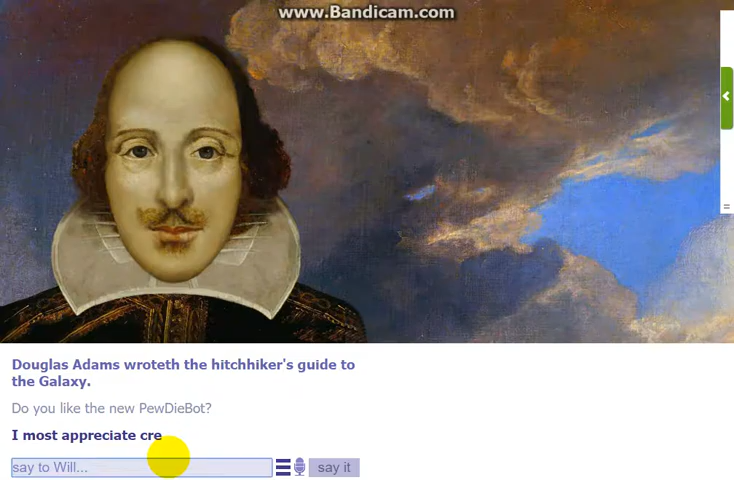 www.Bandicam.com
Douglas Adams wroteth the hitchhiker's guide to
the Galaxy.
Do you like the new PewDieBot?
I most appreciate cre
say to Will...
say it